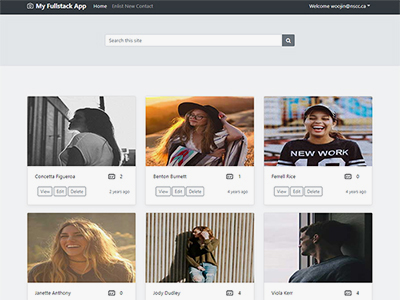 My Fullstack App Home Enlist New Contact Welcome woojin@nscc.ca
Search this site
NEW WORK
Concetta Figueroa 2
Benton Burnett 1
Ferrell Rice 0
View Edit Delete 2 years ago
View Edit Delete 4 years ago
View Edit Delete 4 years ago
Janette Anthony 0
Jody Dudley 4
Viola Kerr 4